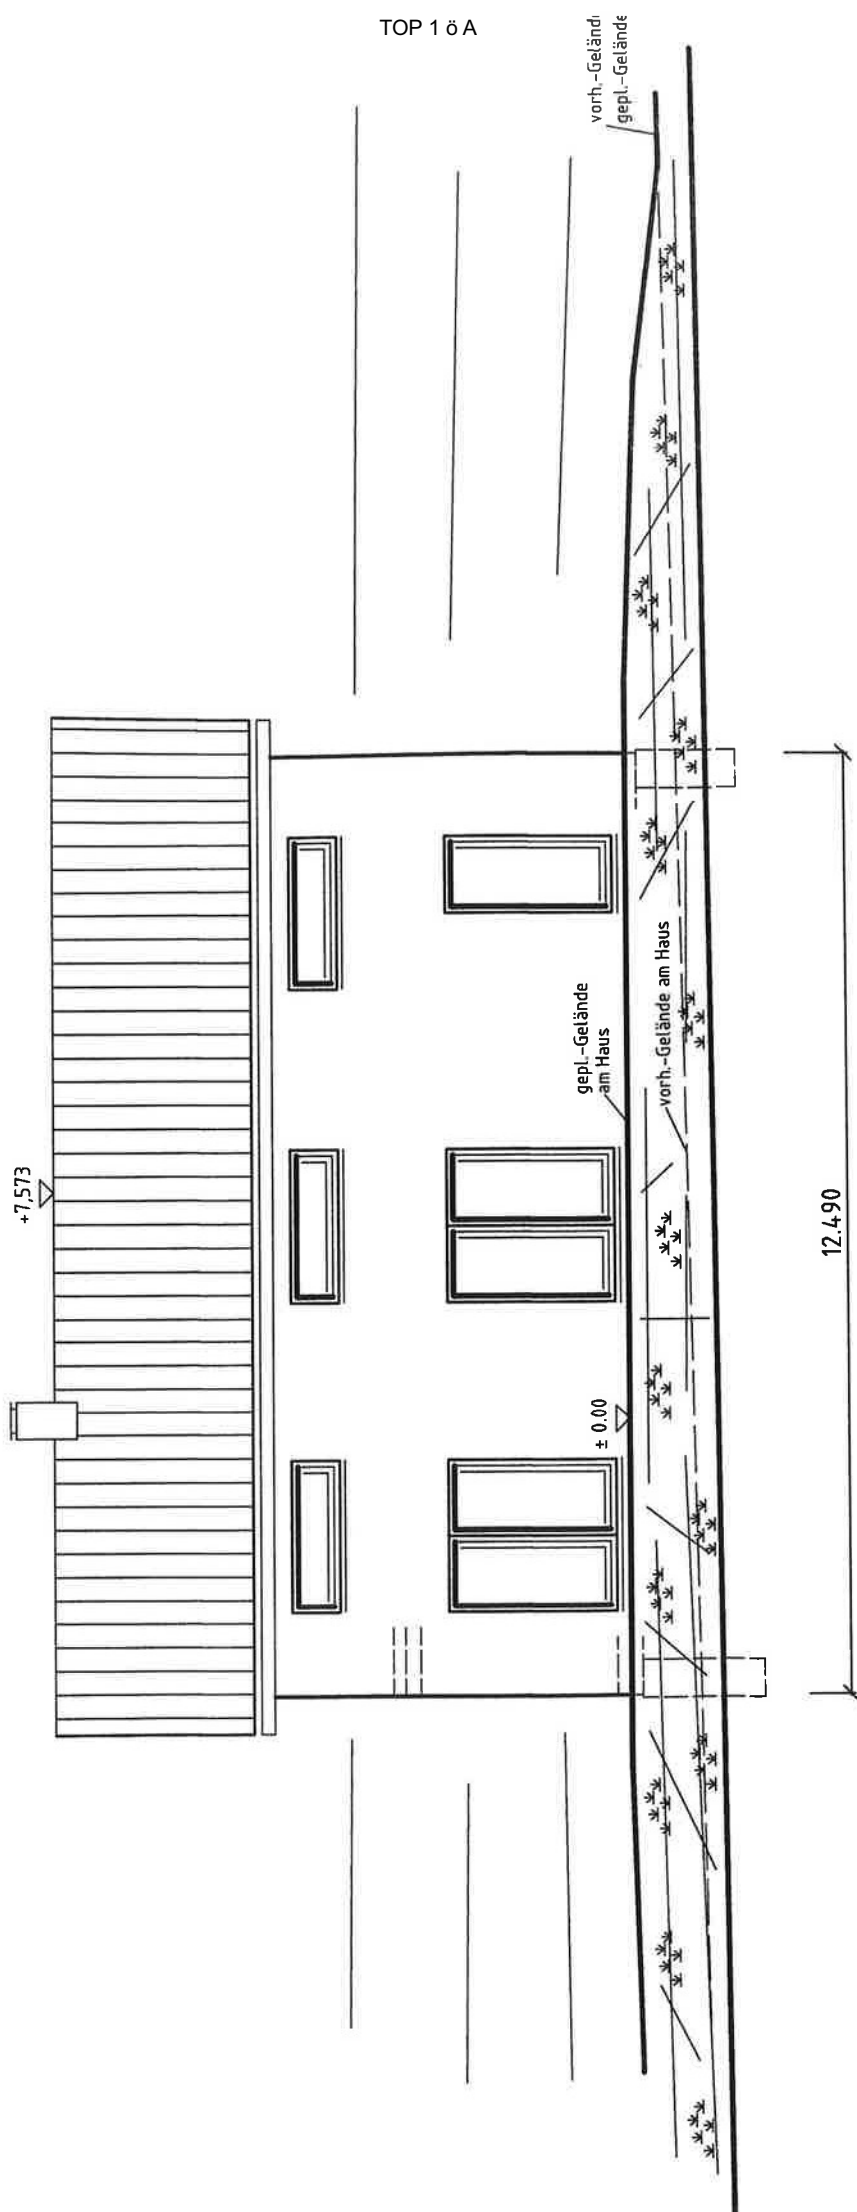 TOP 1 ö A
vorh.-Gelände
gepl.-Gelände
+7,573
gepl.-Gelände
am Haus
vorh.-Gelände am Haus
± 0.00
12.490